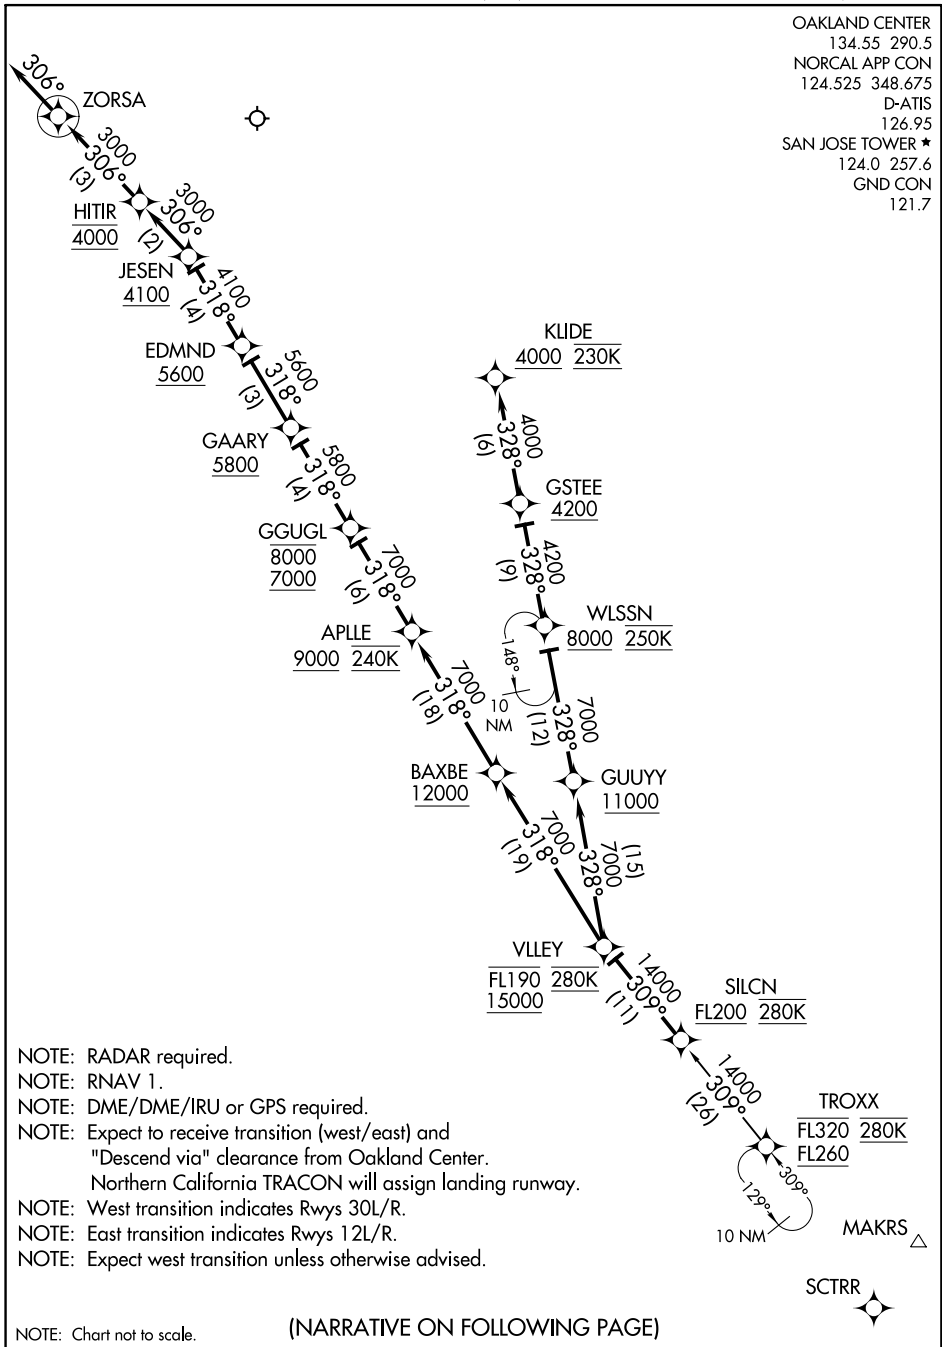 OAKLAND CENTER
134.55 290.5
NORCAL APP CON
124.525 348.675
D-ATIS
126.95
SAN JOSE TOWER ★
124.0 257.6
GND CON
121.7
306°
ZORSA
3000
306°
(3)
HITIR
4000
3000
306°
(2)
JESEN
4100
4100
318°
(4)
EDMND
5600
5600
318°
(3)
GAARY
5800
5800
318°
(4)
GGUGL
8000
7000
7000
318°
(6)
APLLE
9000 240K
7000
318°
(18)
BAXBE
12000
7000
318°
(19)
KLIDE
4000 230K
4000
328°
(6)
GSTEE
4200
4200
328°
(9)
WLSSN
8000 250K
148°
10
NM
7000
328°
(12)
GUUYY
11000
(15)
7000
328°
VLLEY
FL190 280K
15000
14000
309°
(11)
SILCN
FL200 280K
14000
309°
(26)
TROXX
FL320 280K
FL260
309°
129°
10 NM
MAKRS
SCTRR
NOTE: RADAR required.
NOTE: RNAV 1.
NOTE: DME/DME/IRU or GPS required.
NOTE: Expect to receive transition (west/east) and
"Descend via" clearance from Oakland Center.
Northern California TRACON will assign landing runway.
NOTE: West transition indicates Rwys 30L/R.
NOTE: East transition indicates Rwys 12L/R.
NOTE: Expect west transition unless otherwise advised.
NOTE: Chart not to scale.
(NARRATIVE ON FOLLOWING PAGE)